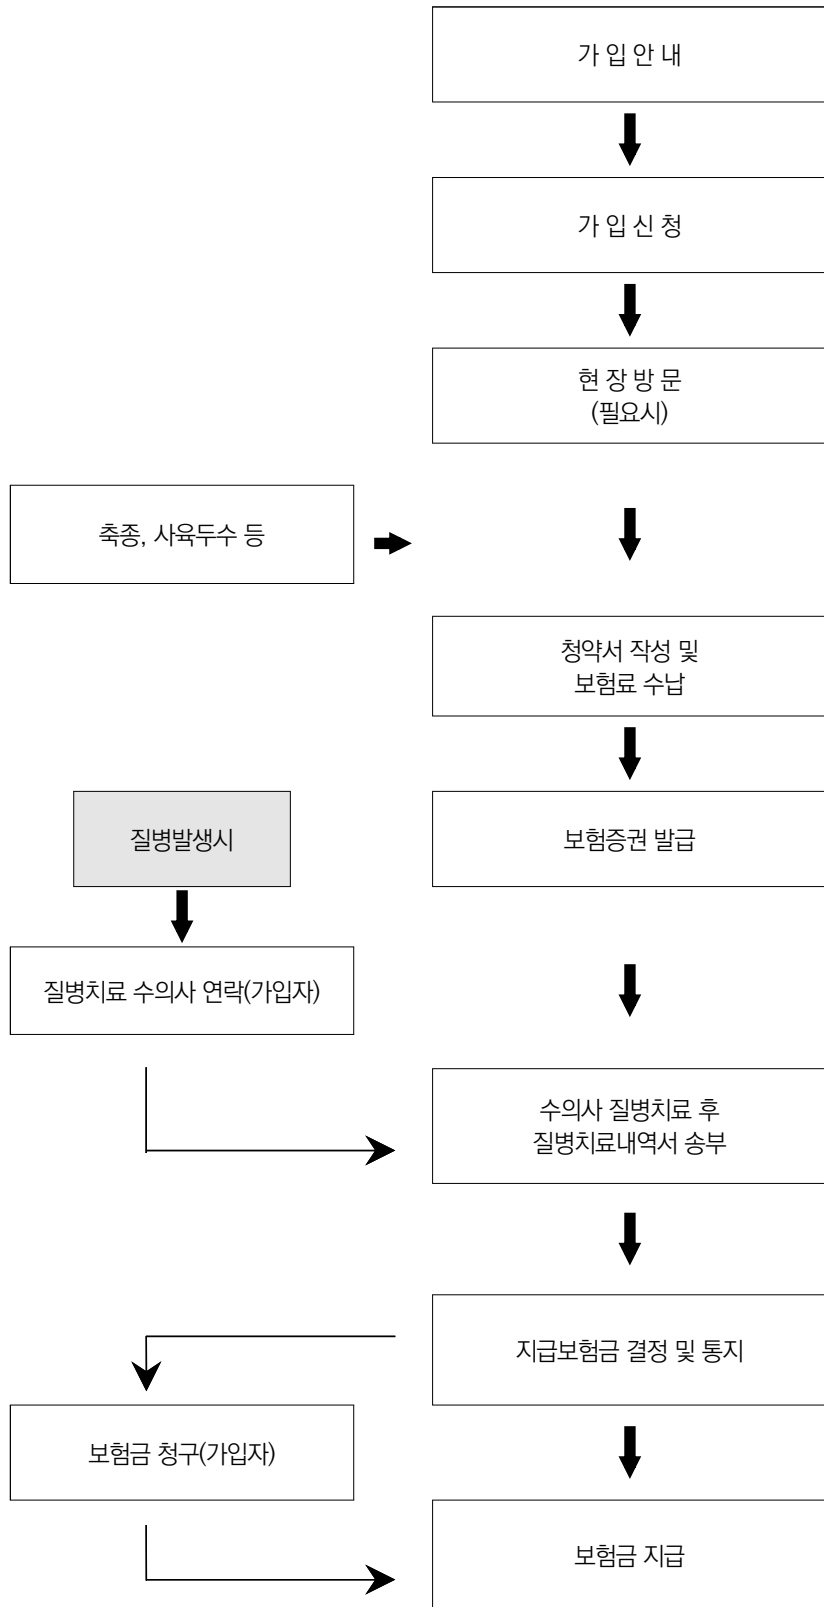 가 입 안 내
가 입 신 청
현 장 방 문
(필요시)
축종, 사육두수 등
청약서 작성 및
보험료 수납
질병발생시
보험증권 발급
질병치료 수의사 연락(가입자)
수의사 질병치료 후
질병치료내역서 송부
지급보험금 결정 및 통지
보험금 청구(가입자)
보험금 지급